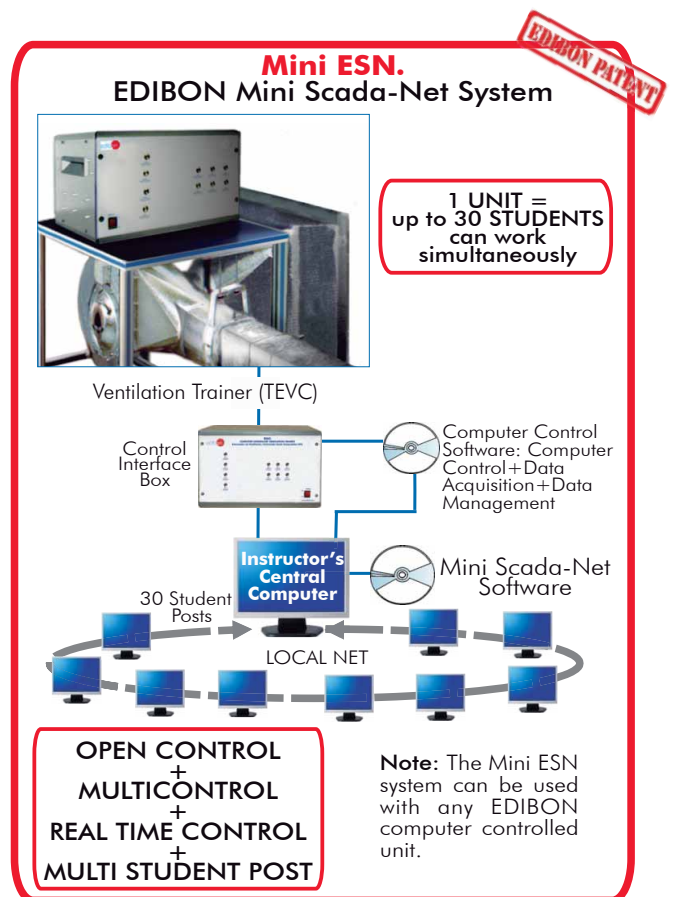 EDIBON PATENT
Mini ESN.
EDIBON Mini Scada-Net System
1 UNIT =
up to 30 STUDENTS
can work
simultaneously
Ventilation Trainer (TEVC)
Control
Interface
Box
Computer Control
Software: Computer
Control+Data
Acquisition+Data
Management
Instructor's
Central
Computer
Mini Scada-Net
Software
30 Student
Posts
LOCAL NET
OPEN CONTROL
+
MULTICONTROL
+
REAL TIME CONTROL
+
MULTI STUDENT POST
Note: The Mini ESN
system can be used
with any EDIBON
computer controlled
unit.